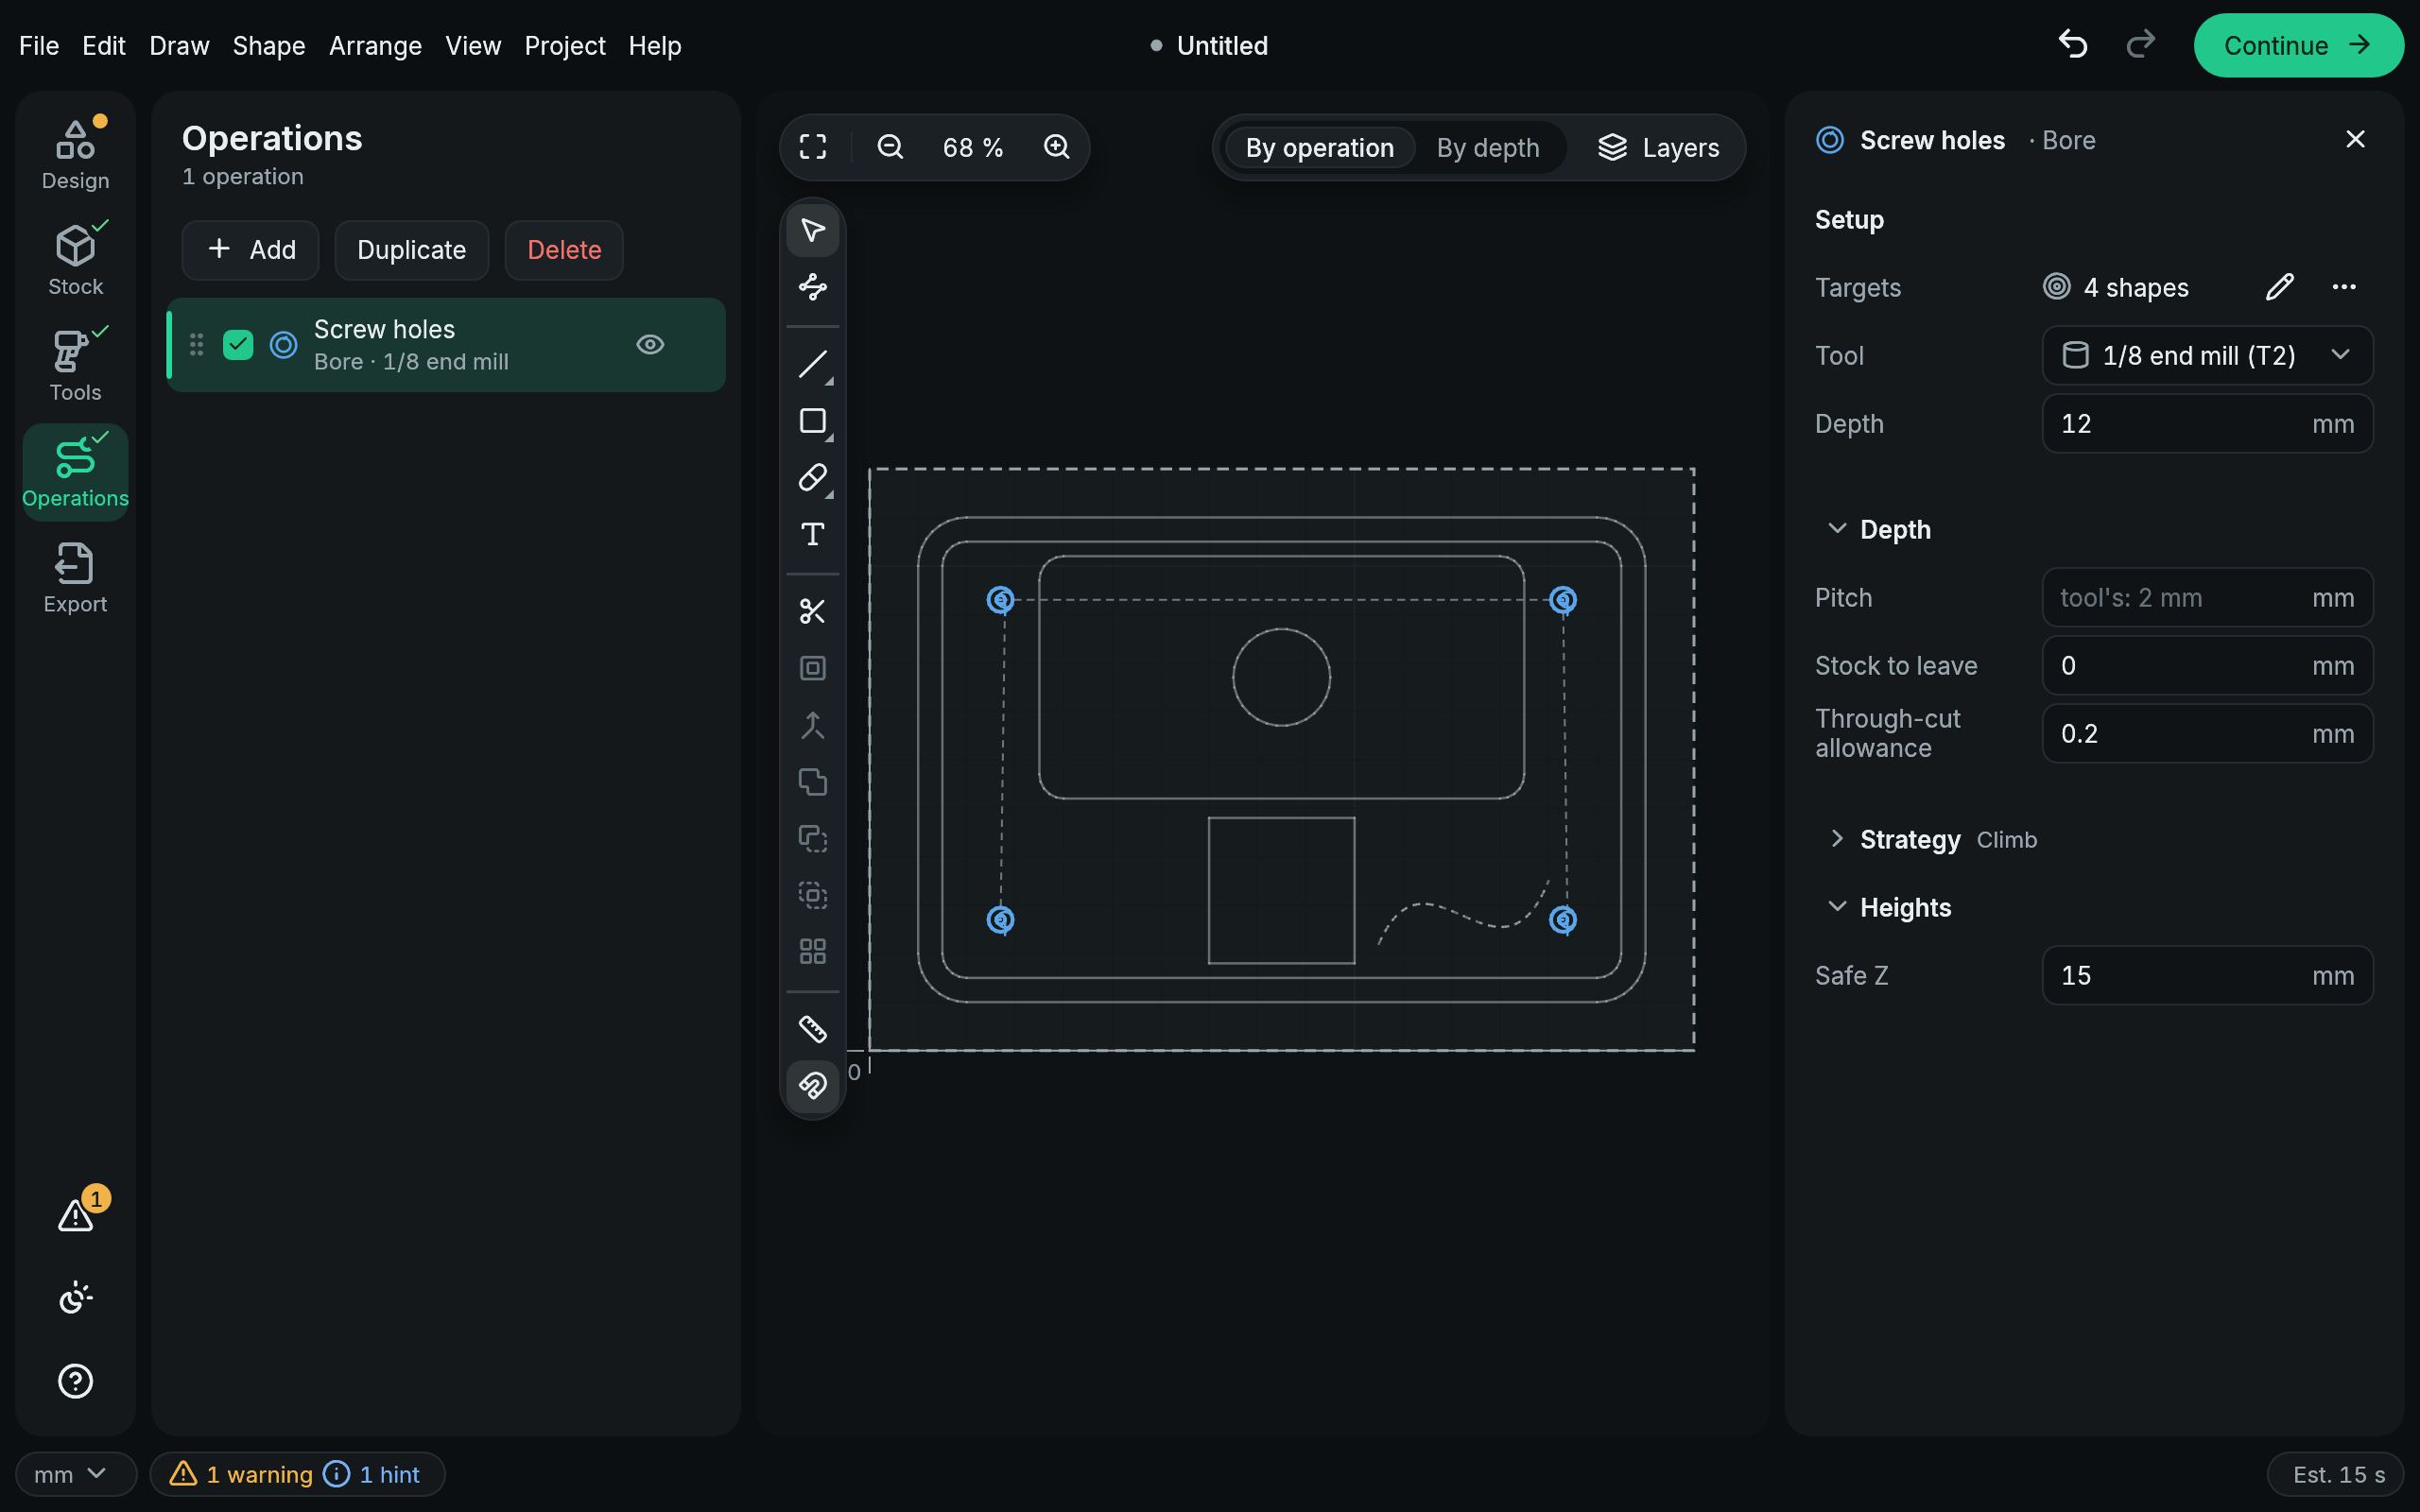 File Edit Draw Shape Arrange View Project Help
Untitled
Continue
Design
Stock
Tools
Operations
Export
1
Operations
1 operation
Add
Duplicate
Delete
Screw holes
Bore · 1/8 end mill
68 %
By operation
By depth
Layers
0
Screw holes · Bore
Setup
Targets
4 shapes
Tool
1/8 end mill (T2)
Depth
12 mm
Depth
Pitch
tool's: 2 mm mm
Stock to leave
0 mm
Through-cut
allowance
0.2 mm
Strategy Climb
Heights
Safe Z
15 mm
mm
1 warning
1 hint
Est. 15 s